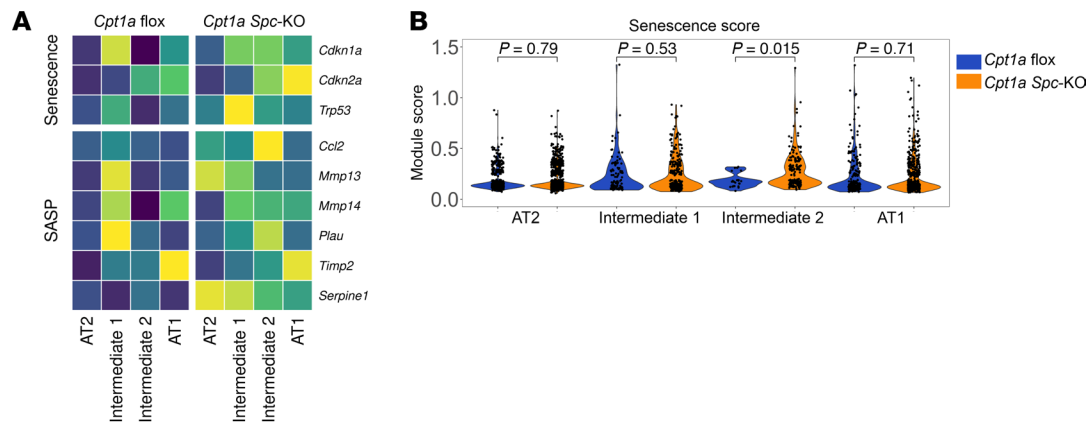 A
Cpt1a flox
Cpt1a Spc-KO
Senescence
Cdkn1a
Cdkn2a
Trp53
SASP
Ccl2
Mmp13
Mmp14
Plau
Timp2
Serpine1
AT2
Intermediate 1
Intermediate 2
AT1
AT2
Intermediate 1
Intermediate 2
AT1
B
Senescence score
Module score
1.5
1.0
0.5
0.0
P = 0.79
P = 0.53
P = 0.015
P = 0.71
AT2
Intermediate 1
Intermediate 2
AT1
Cpt1a flox
Cpt1a Spc-KO